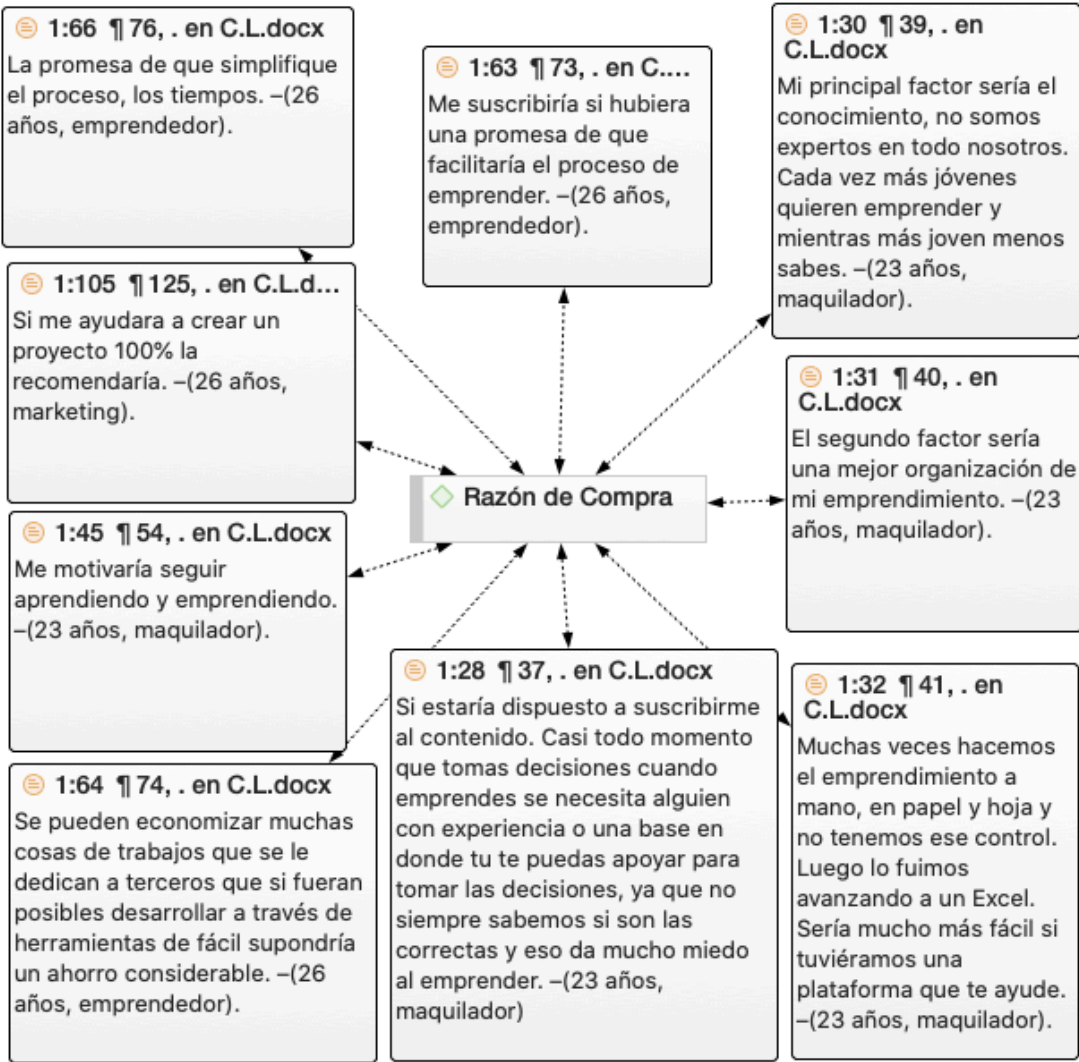 1:66 ¶ 76, . en C.L.docx
La promesa de que simplifique
el proceso, los tiempos. –(26
años, emprendedor).
1:63 ¶ 73, . en C....
Me suscribiría si hubiera
una promesa de que
facilitaría el proceso de
emprender. –(26 años,
emprendedor).
1:30 ¶ 39, . en
C.L.docx
Mi principal factor sería el
conocimiento, no somos
expertos en todo nosotros.
Cada vez más jóvenes
quieren emprender y
mientras más joven menos
sabes. –(23 años,
maquilador).
1:105 ¶ 125, . en C.L.d...
Si me ayudara a crear un
proyecto 100% la
recomendaría. –(26 años,
marketing).
1:31 ¶ 40, . en
C.L.docx
El segundo factor sería
una mejor organización de
mi emprendimiento. –(23
años, maquilador).
Razón de Compra
1:45 ¶ 54, . en C.L.docx
Me motivaría seguir
aprendiendo y emprendiendo.
–(23 años, maquilador).
1:64 ¶ 74, . en C.L.docx
Se pueden economizar muchas
cosas de trabajos que se le
dedican a terceros que si fueran
posibles desarrollar a través de
herramientas de fácil supondría
un ahorro considerable. –(26
años, emprendedor).
1:28 ¶ 37, . en C.L.docx
Si estaría dispuesto a suscribirme
al contenido. Casi todo momento
que tomas decisiones cuando
emprendes se necesita alguien
con experiencia o una base en
donde tu te puedas apoyar para
tomar las decisiones, ya que no
siempre sabemos si son las
correctas y eso da mucho miedo
al emprender. –(23 años,
maquilador)
1:32 ¶ 41, . en
C.L.docx
Muchas veces hacemos
el emprendimiento a
mano, en papel y hoja y
no tenemos ese control.
Luego lo fuimos
avanzando a un Excel.
Sería mucho más fácil si
tuviéramos una
plataforma que te ayude.
–(23 años, maquilador).